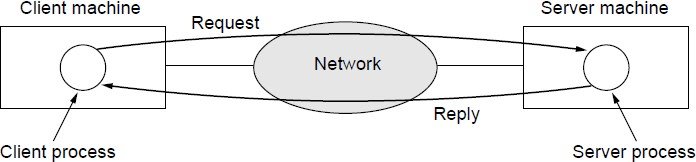 Client machine
Server machine
Request
Network
Reply
Client process
Server process